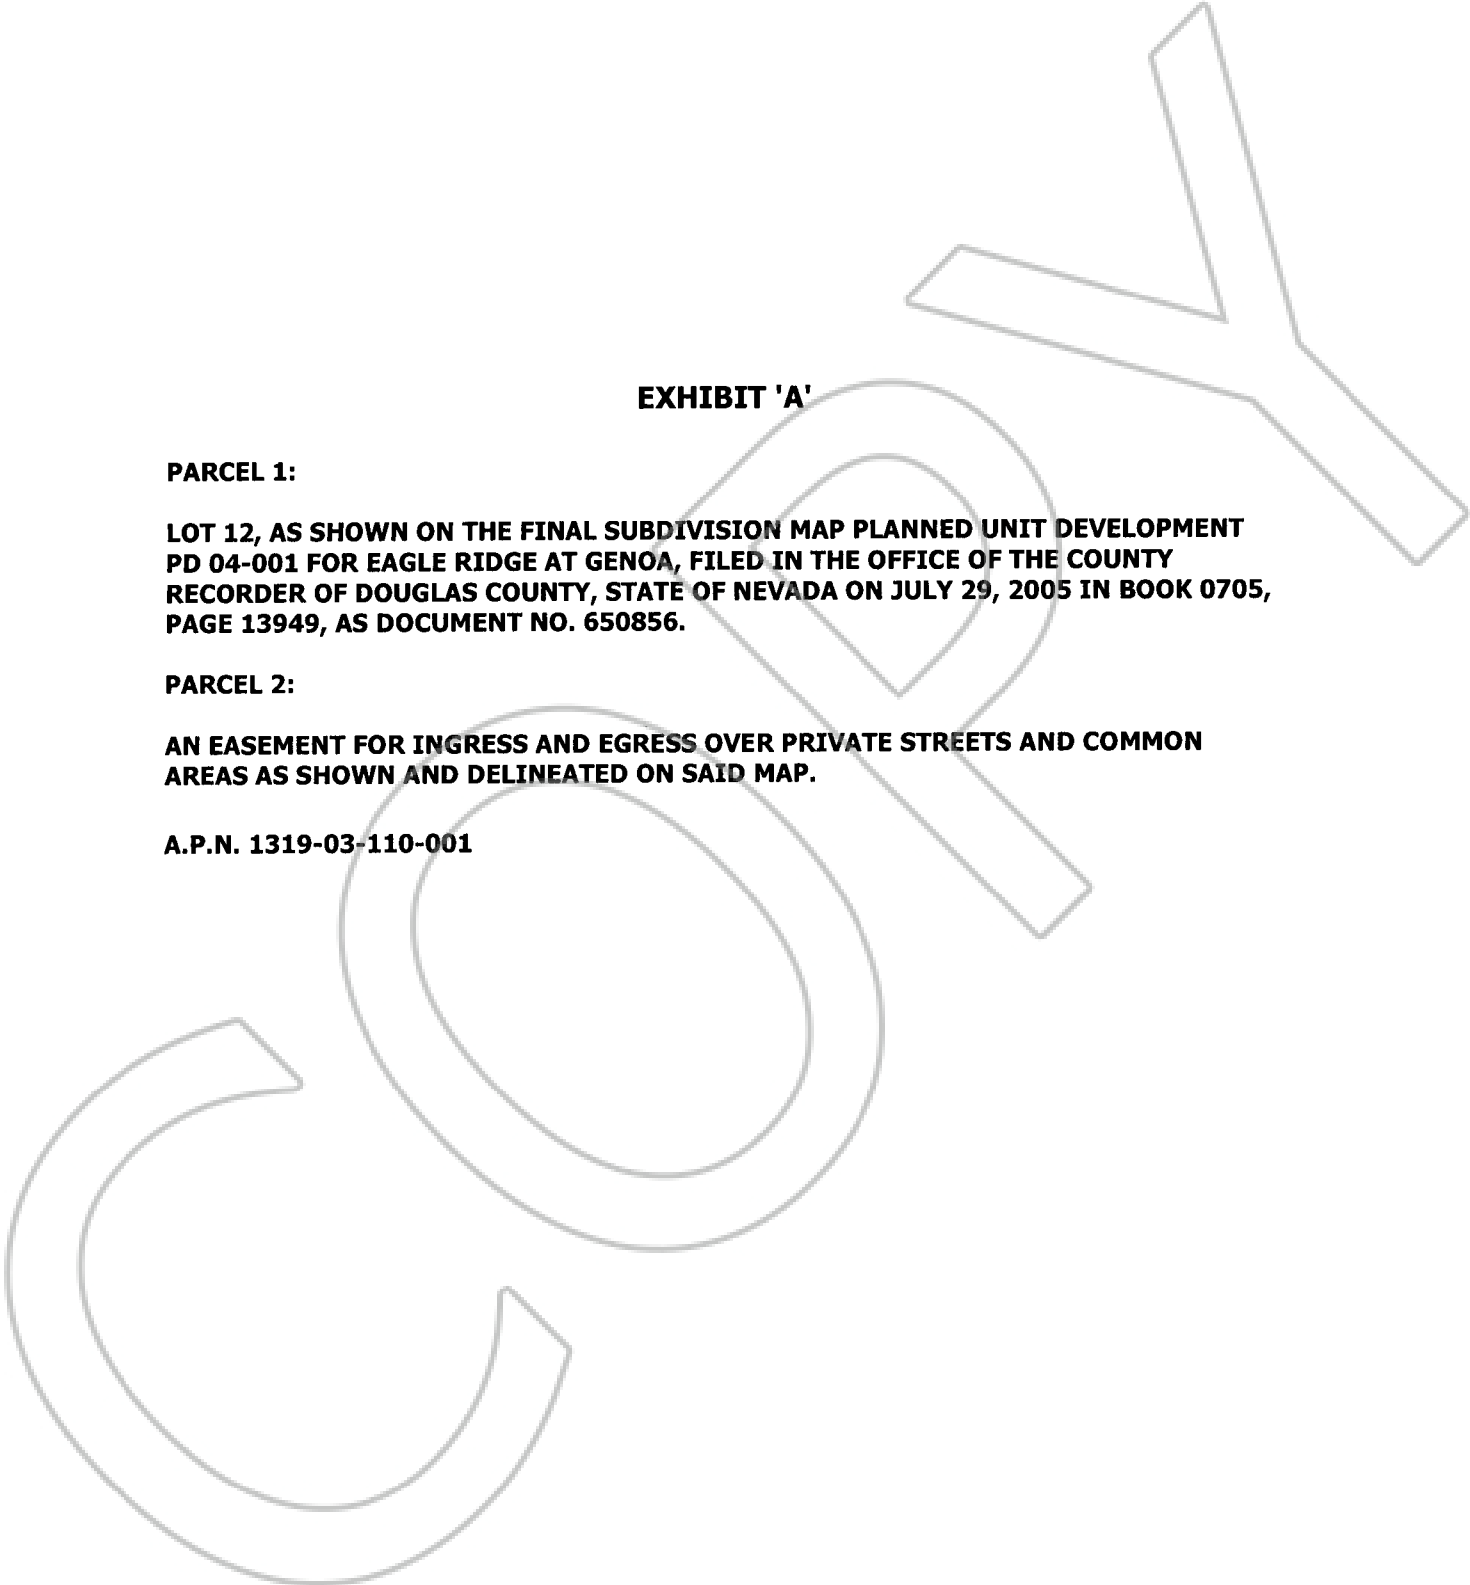 EXHIBIT 'A'
PARCEL 1:
LOT 12, AS SHOWN ON THE FINAL SUBDIVISION MAP PLANNED UNIT DEVELOPMENT
PD 04-001 FOR EAGLE RIDGE AT GENOA, FILED IN THE OFFICE OF THE COUNTY
RECORDER OF DOUGLAS COUNTY, STATE OF NEVADA ON JULY 29, 2005 IN BOOK 0705,
PAGE 13949, AS DOCUMENT NO. 650856.
PARCEL 2:
AN EASEMENT FOR INGRESS AND EGRESS OVER PRIVATE STREETS AND COMMON
AREAS AS SHOWN AND DELINEATED ON SAID MAP.
A.P.N. 1319-03-110-001
COPY